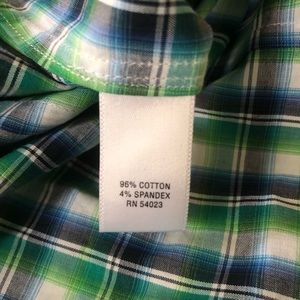 96% COTTON
4% SPANDEX
RN 54023